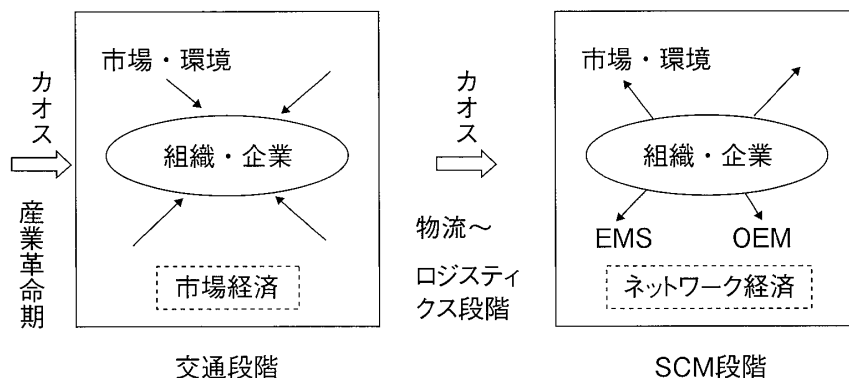 カオス
産業革命期
市場・環境
組織・企業
市場経済
交通段階
カオス
物流〜
ロジスティ
クス段階
市場・環境
組織・企業
EMS
OEM
ネットワーク経済
SCM段階